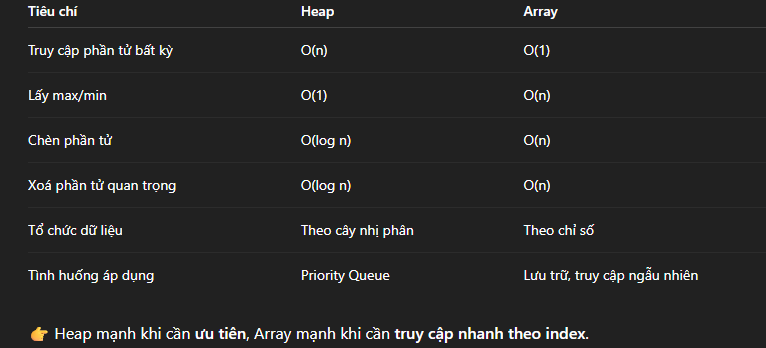 Tiêu chí Heap Array
Truy cập phần tử bất kỳ O(n) O(1)
Lấy max/min O(1) O(n)
Chèn phần tử O(log n) O(n)
Xoá phần tử quan trọng O(log n) O(n)
Tổ chức dữ liệu Theo cây nhị phân Theo chỉ số
Tình huống áp dụng Priority Queue Lưu trữ, truy cập ngẫu nhiên
👉 Heap mạnh khi cần ưu tiên, Array mạnh khi cần truy cập nhanh theo index.